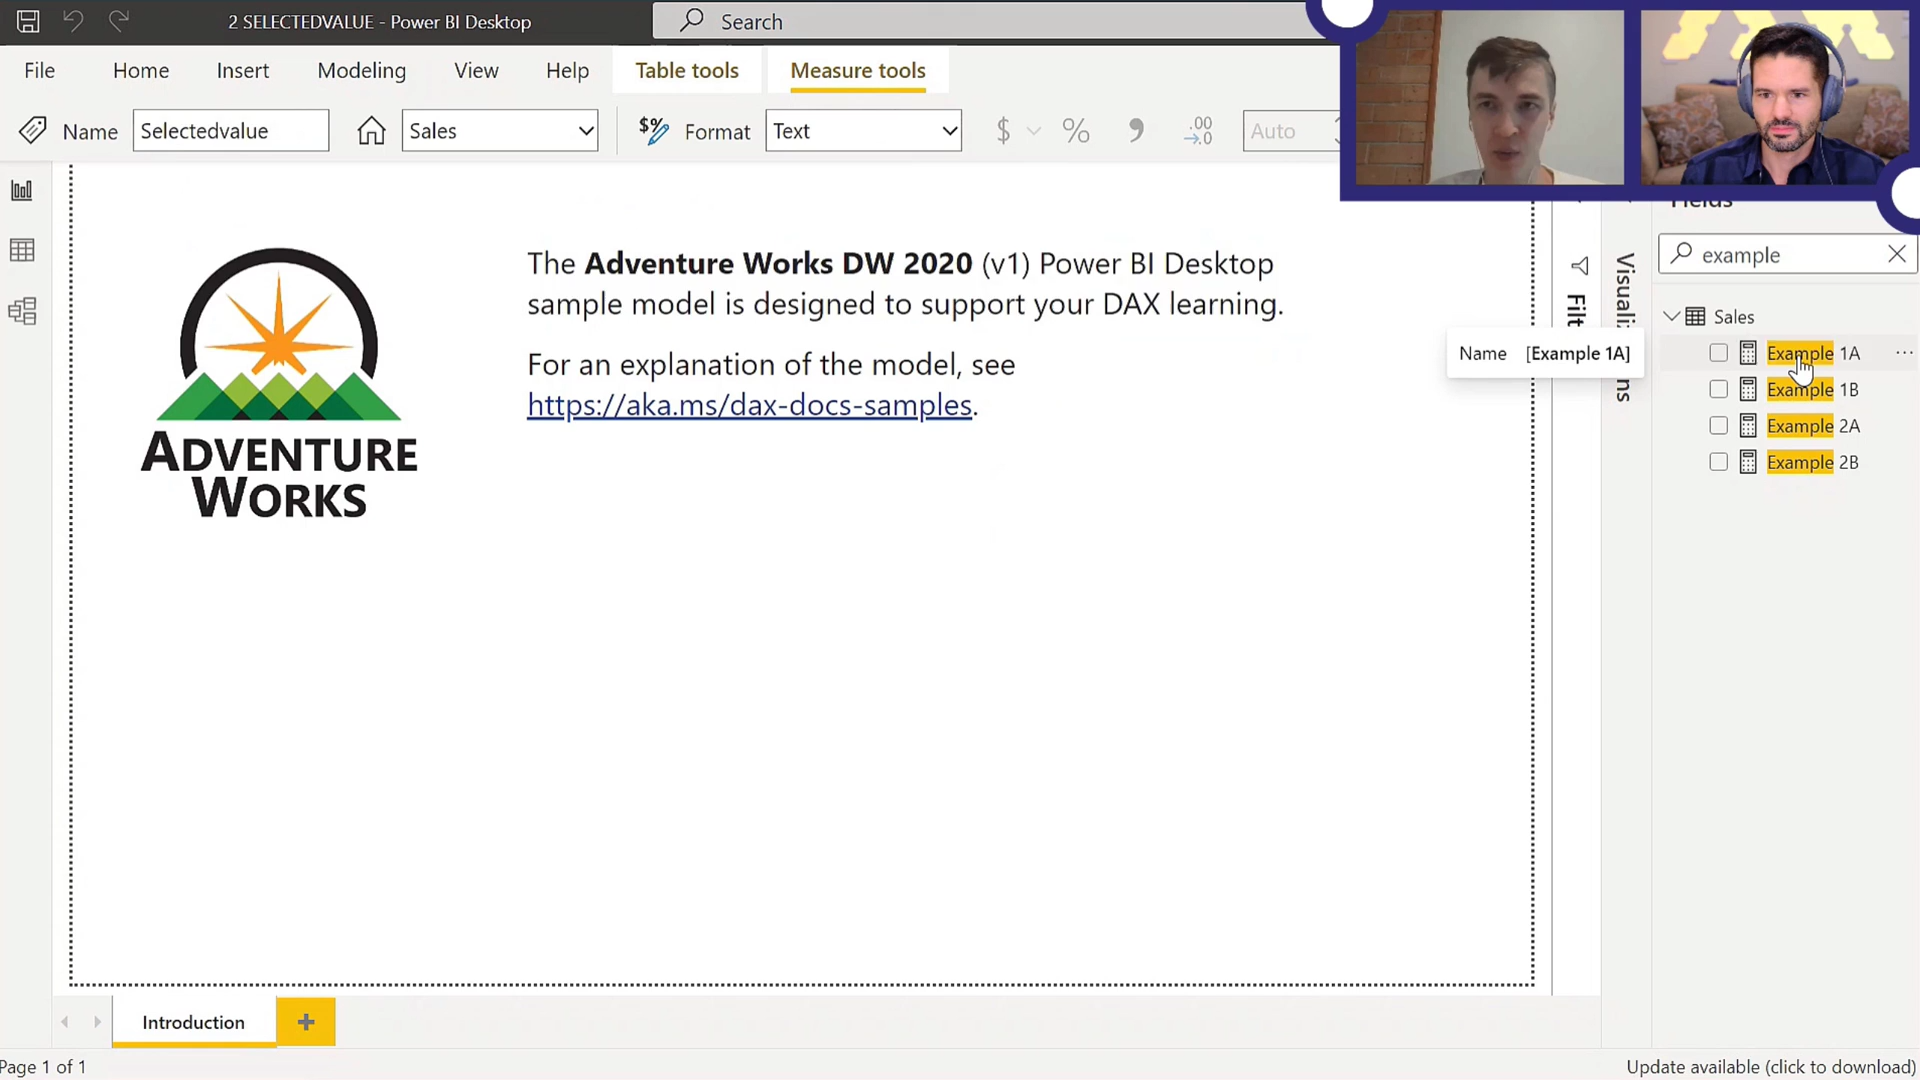 2 SELECTEDVALUE - Power BI Desktop
Search
File
Home
Insert
Modeling
View
Help
Table tools
Measure tools
Name
Selectedvalue
Sales
Format
Text
$
%
.00
→.0
Auto
The Adventure Works DW 2020 (v1) Power BI Desktop
sample model is designed to support your DAX learning.
For an explanation of the model, see
https://aka.ms/dax-docs-samples.
ADVENTURE
WORKS
Fields
example
Sales
Name [Example 1A]
Example 1A
Example 1B
Example 2A
Example 2B
Introduction
Page 1 of 1
Update available (click to download)